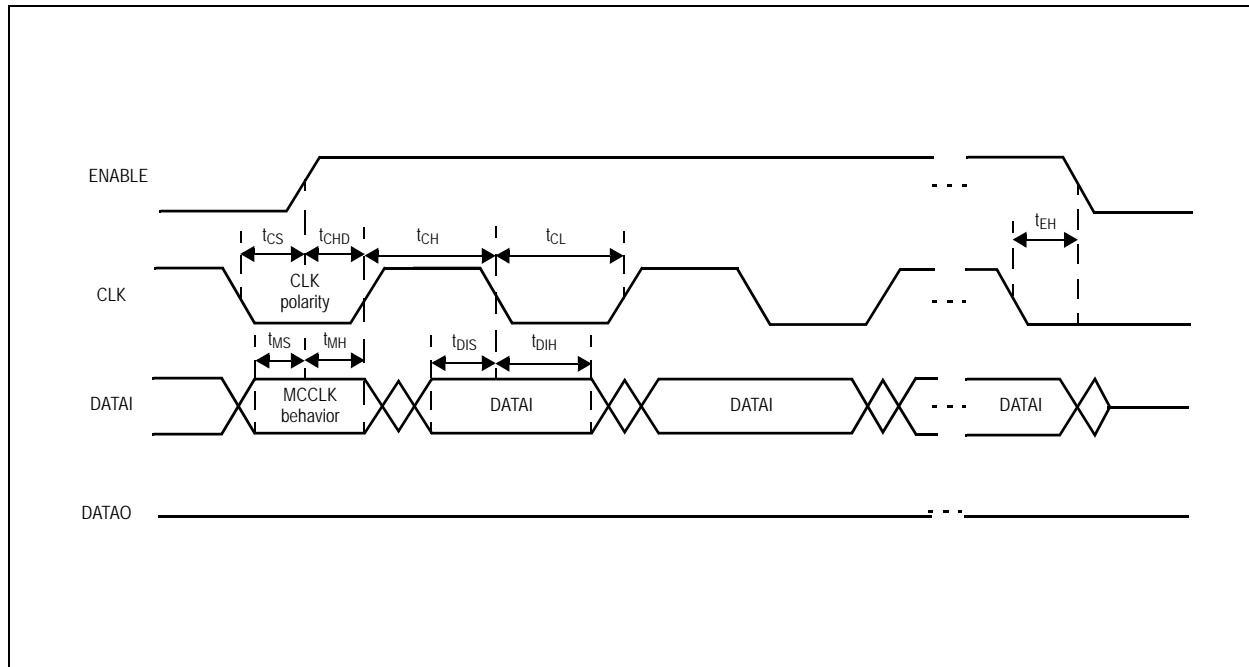 ENABLE
tCS
tCHD
tCH
tCL
tEH
CLK
CLK
polarity
tMS
tMH
tDIS
tDIH
DATAI
MCCLK
behavior
DATAI
DATAI
DATAI
DATAO